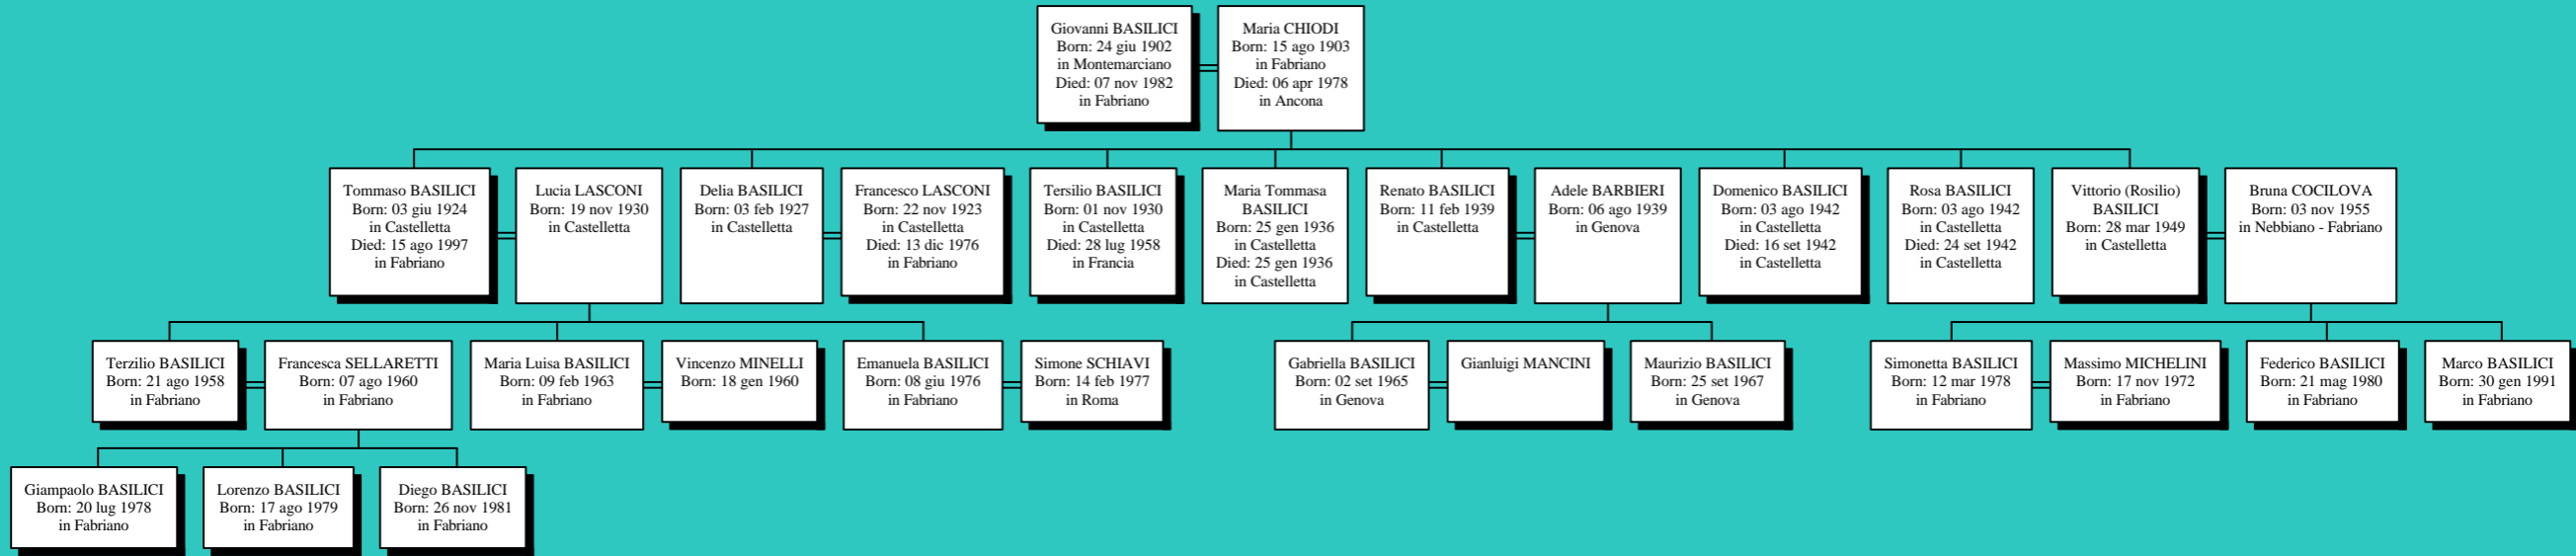 Giovanni BASILICI
Born: 24 giu 1902
in Montemarciano
Died: 07 nov 1982
in Fabriano
Maria CHIODI
Born: 15 ago 1903
in Fabriano
Died: 06 apr 1978
in Ancona
Tommaso BASILICI
Born: 03 giu 1924
in Castelletta
Died: 15 ago 1997
in Fabriano
Lucia LASCONI
Born: 19 nov 1930
in Castelletta
Delia BASILICI
Born: 03 feb 1927
in Castelletta
Francesco LASCONI
Born: 22 nov 1923
in Castelletta
Died: 13 dic 1976
in Fabriano
Tersilio BASILICI
Born: 01 nov 1930
in Castelletta
Died: 28 lug 1958
in Francia
Maria Tommasa
BASILICI
Born: 25 gen 1936
in Castelletta
Died: 25 gen 1936
in Castelletta
Renato BASILICI
Born: 11 feb 1939
in Castelletta
Adele BARBIERI
Born: 06 ago 1939
in Genova
Domenico BASILICI
Born: 03 ago 1942
in Castelletta
Died: 16 set 1942
in Castelletta
Rosa BASILICI
Born: 03 ago 1942
in Castelletta
Died: 24 set 1942
in Castelletta
Vittorio (Rosilio)
BASILICI
Born: 28 mar 1949
in Castelletta
Bruna COCILOVA
Born: 03 nov 1955
in Nebbiano - Fabriano
Terzilio BASILICI
Born: 21 ago 1958
in Fabriano
Francesca SELLARETTI
Born: 07 ago 1960
in Fabriano
Maria Luisa BASILICI
Born: 09 feb 1963
in Fabriano
Vincenzo MINELLI
Born: 18 gen 1960
Emanuela BASILICI
Born: 08 giu 1976
in Fabriano
Simone SCHIAVI
Born: 14 feb 1977
in Roma
Gabriella BASILICI
Born: 02 set 1965
in Genova
Gianluigi MANCINI
Maurizio BASILICI
Born: 25 set 1967
in Genova
Simonetta BASILICI
Born: 12 mar 1978
in Fabriano
Massimo MICHELINI
Born: 17 nov 1972
in Fabriano
Federico BASILICI
Born: 21 mag 1980
in Fabriano
Marco BASILICI
Born: 30 gen 1991
in Fabriano
Giampaolo BASILICI
Born: 20 lug 1978
in Fabriano
Lorenzo BASILICI
Born: 17 ago 1979
in Fabriano
Diego BASILICI
Born: 26 nov 1981
in Fabriano